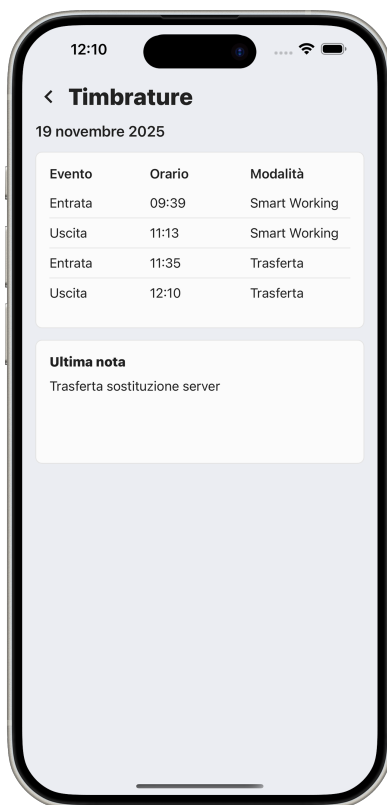 12:10
Timbrature
19 novembre 2025
Evento Orario Modalità
Entrata 09:39 Smart Working
Uscita 11:13 Smart Working
Entrata 11:35 Trasferta
Uscita 12:10 Trasferta
Ultima nota
Trasferta sostituzione server